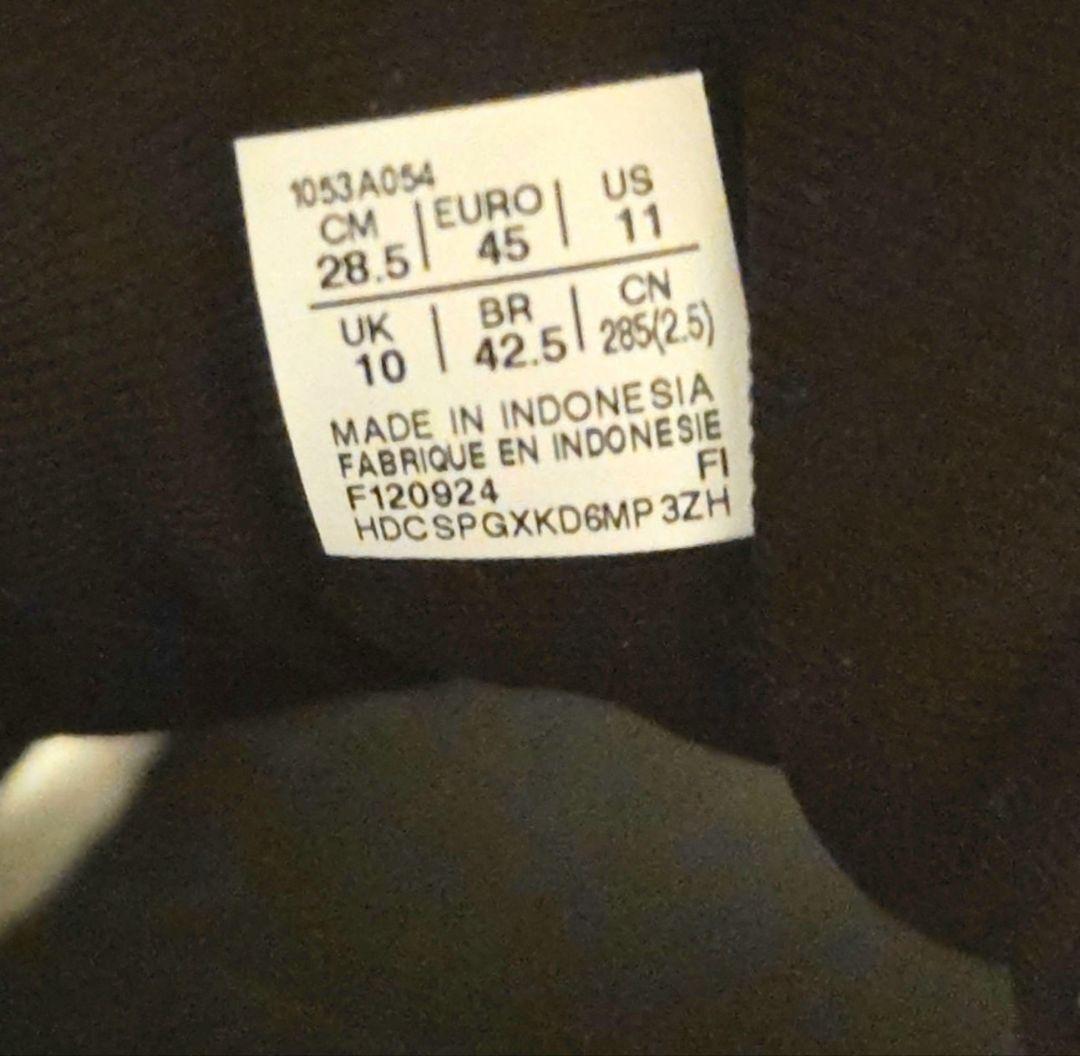 1053A054
CM | EURO | US
28.5 | 45 | 11
UK | BR | CN
10 | 42.5 | 285(2.5)
MADE IN INDONESIA
FABRIQUE EN INDONESIE
FI
F120924
HDCSPGXKD6MP3ZH